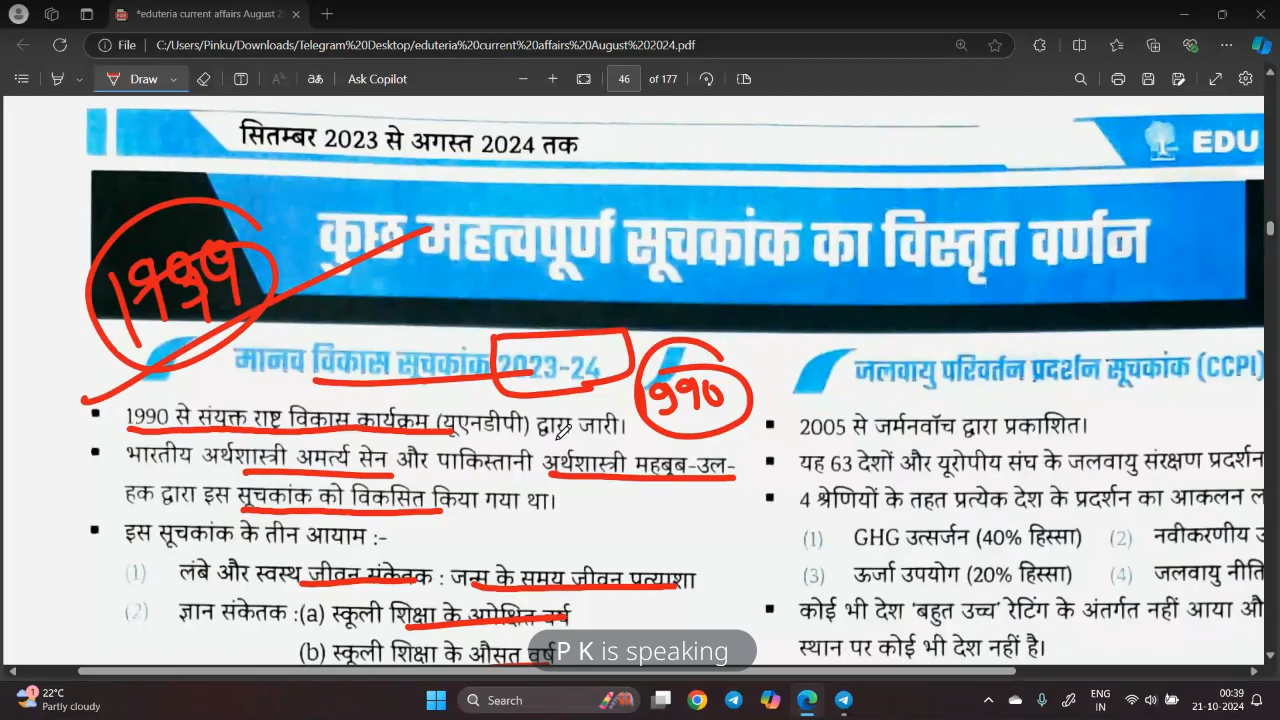 *eduteria current affairs August 2
File
C:/Users/Pinku/Downloads/Telegram%20Desktop/eduteria%20current%20affairs%20August%202024.pdf
Draw
Ask Copilot
46 of 177
सितम्बर 2023 से अगस्त 2024 तक
EDU
कुछ महत्वपूर्ण सूचकांक का विस्तृत वर्णन
मानव विकास सूचकांक 2023-24
1990 से संयुक्त राष्ट्र विकास कार्यक्रम (यूएनडीपी) द्वारा जारी।
भारतीय अर्थशास्त्री अमर्त्य सेन और पाकिस्तानी अर्थशास्त्री महबूब-उल-
हक द्वारा इस सूचकांक को विकसित किया गया था।
इस सूचकांक के तीन आयाम :-
(1) लंबे और स्वस्थ जीवन संकेतक : जन्म के समय जीवन प्रत्याशा
(2) ज्ञान संकेतक :(a) स्कूली शिक्षा के अपेक्षित वर्ष
(b) स्कूली शिक्षा के औसत वर्ष
990
जलवायु परिवर्तन प्रदर्शन सूचकांक (CCPI)
2005 से जर्मनवॉच द्वारा प्रकाशित।
यह 63 देशों और यूरोपीय संघ के जलवायु संरक्षण प्रदर्शन
4 श्रेणियों के तहत प्रत्येक देश के प्रदर्शन का आकलन
(1) GHG उत्सर्जन (40% हिस्सा) (2) नवीकरणीय
(3) ऊर्जा उपयोग (20% हिस्सा) (4) जलवायु नीति
कोई भी देश ‘बहुत उच्च’ रेटिंग के अंतर्गत नहीं आया
स्थान पर कोई भी देश नहीं है।
P K is speaking
22°C
Partly cloudy
Search
ENG
IN
00:39
21-10-2024